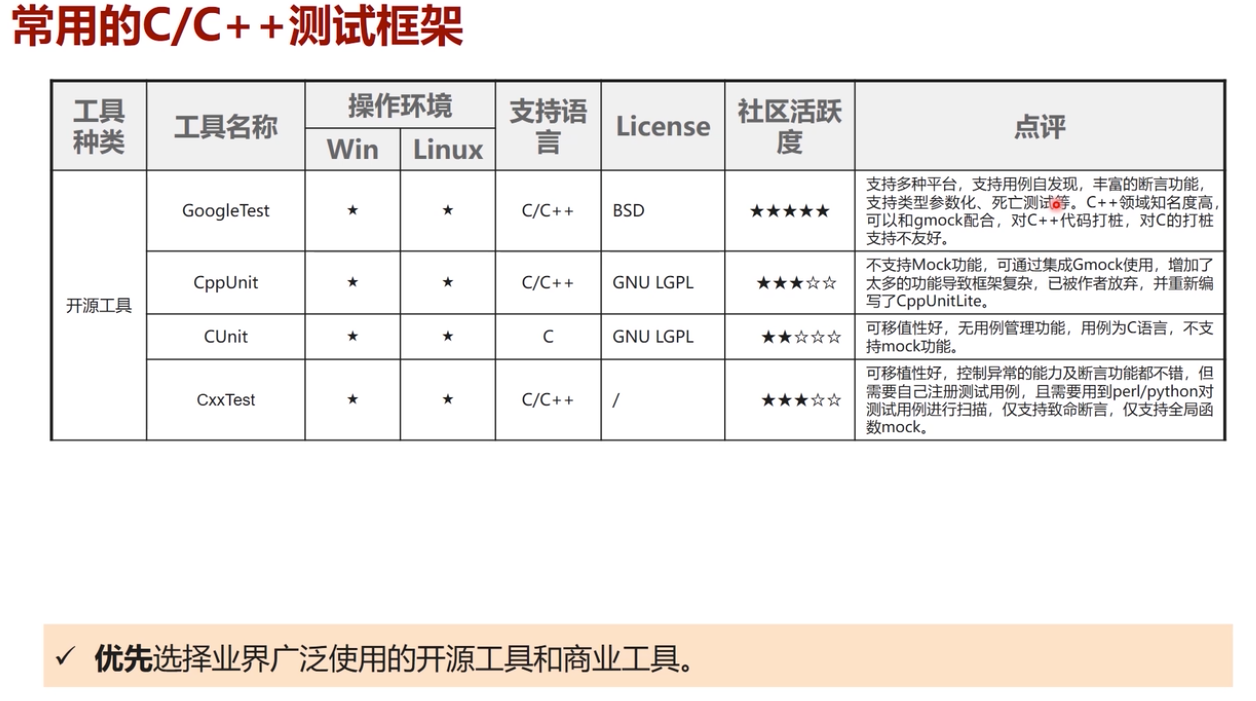 常用的C/C++测试框架
工具种类
工具名称
操作环境
Win
Linux
支持语言
License
社区活跃度
点评
开源工具
GoogleTest
★
★
C/C++
BSD
★★★★★
支持多种平台，支持用例自发现，丰富的断言功能，
支持类型参数化、死亡测试等。C++领域知名度高，
可以和gmock配合，对C++代码打桩，对C的打桩
支持不友好。
CppUnit
★
★
C/C++
GNU LGPL
★★★☆☆
不支持Mock功能，可通过集成Gmock使用，增加了
太多的功能导致框架复杂，已被作者放弃，并重新编
写了CppUnitLite。
CUnit
★
★
C
GNU LGPL
★★☆☆☆
可移值性好，无用例管理功能，用例为C语言，不支
持mock功能。
CxxTest
★
★
C/C++
/
★★★☆☆
可移植性好，控制异常的能力及断言功能都不错，但
需要自己注册测试用例，且需要用到perl/python对
测试用例进行扫描，仅支持致命断言，仅支持全局函
数mock。
✓ 优先选择业界广泛使用的开源工具和商业工具。